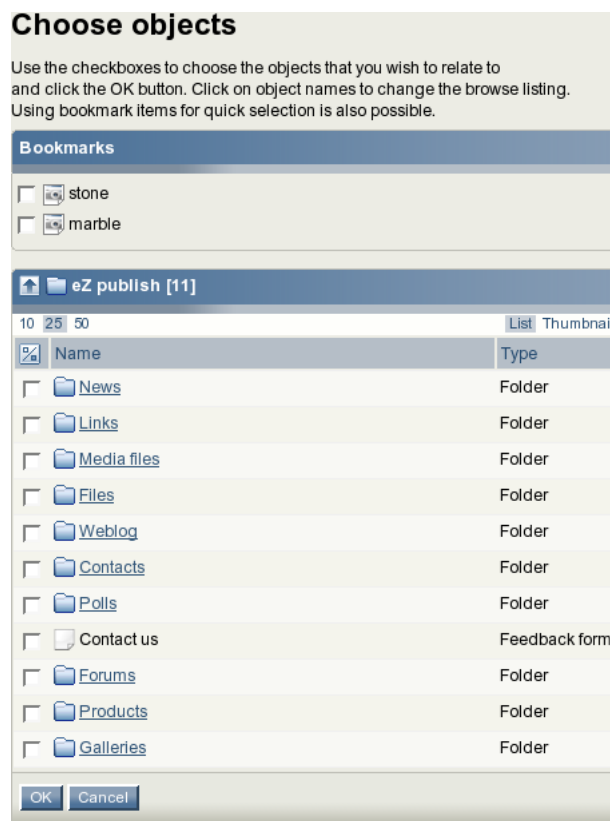 Choose objects
Use the checkboxes to choose the objects that you wish to relate to
and click the OK button. Click on object names to change the browse listing.
Using bookmark items for quick selection is also possible.
Bookmarks
stone
marble
eZ publish [11]
10 25 50 List Thumbnai
Name Type
News Folder
Links Folder
Media files Folder
Files Folder
Weblog Folder
Contacts Folder
Polls Folder
Contact us Feedback form
Forums Folder
Products Folder
Galleries Folder
OK Cancel